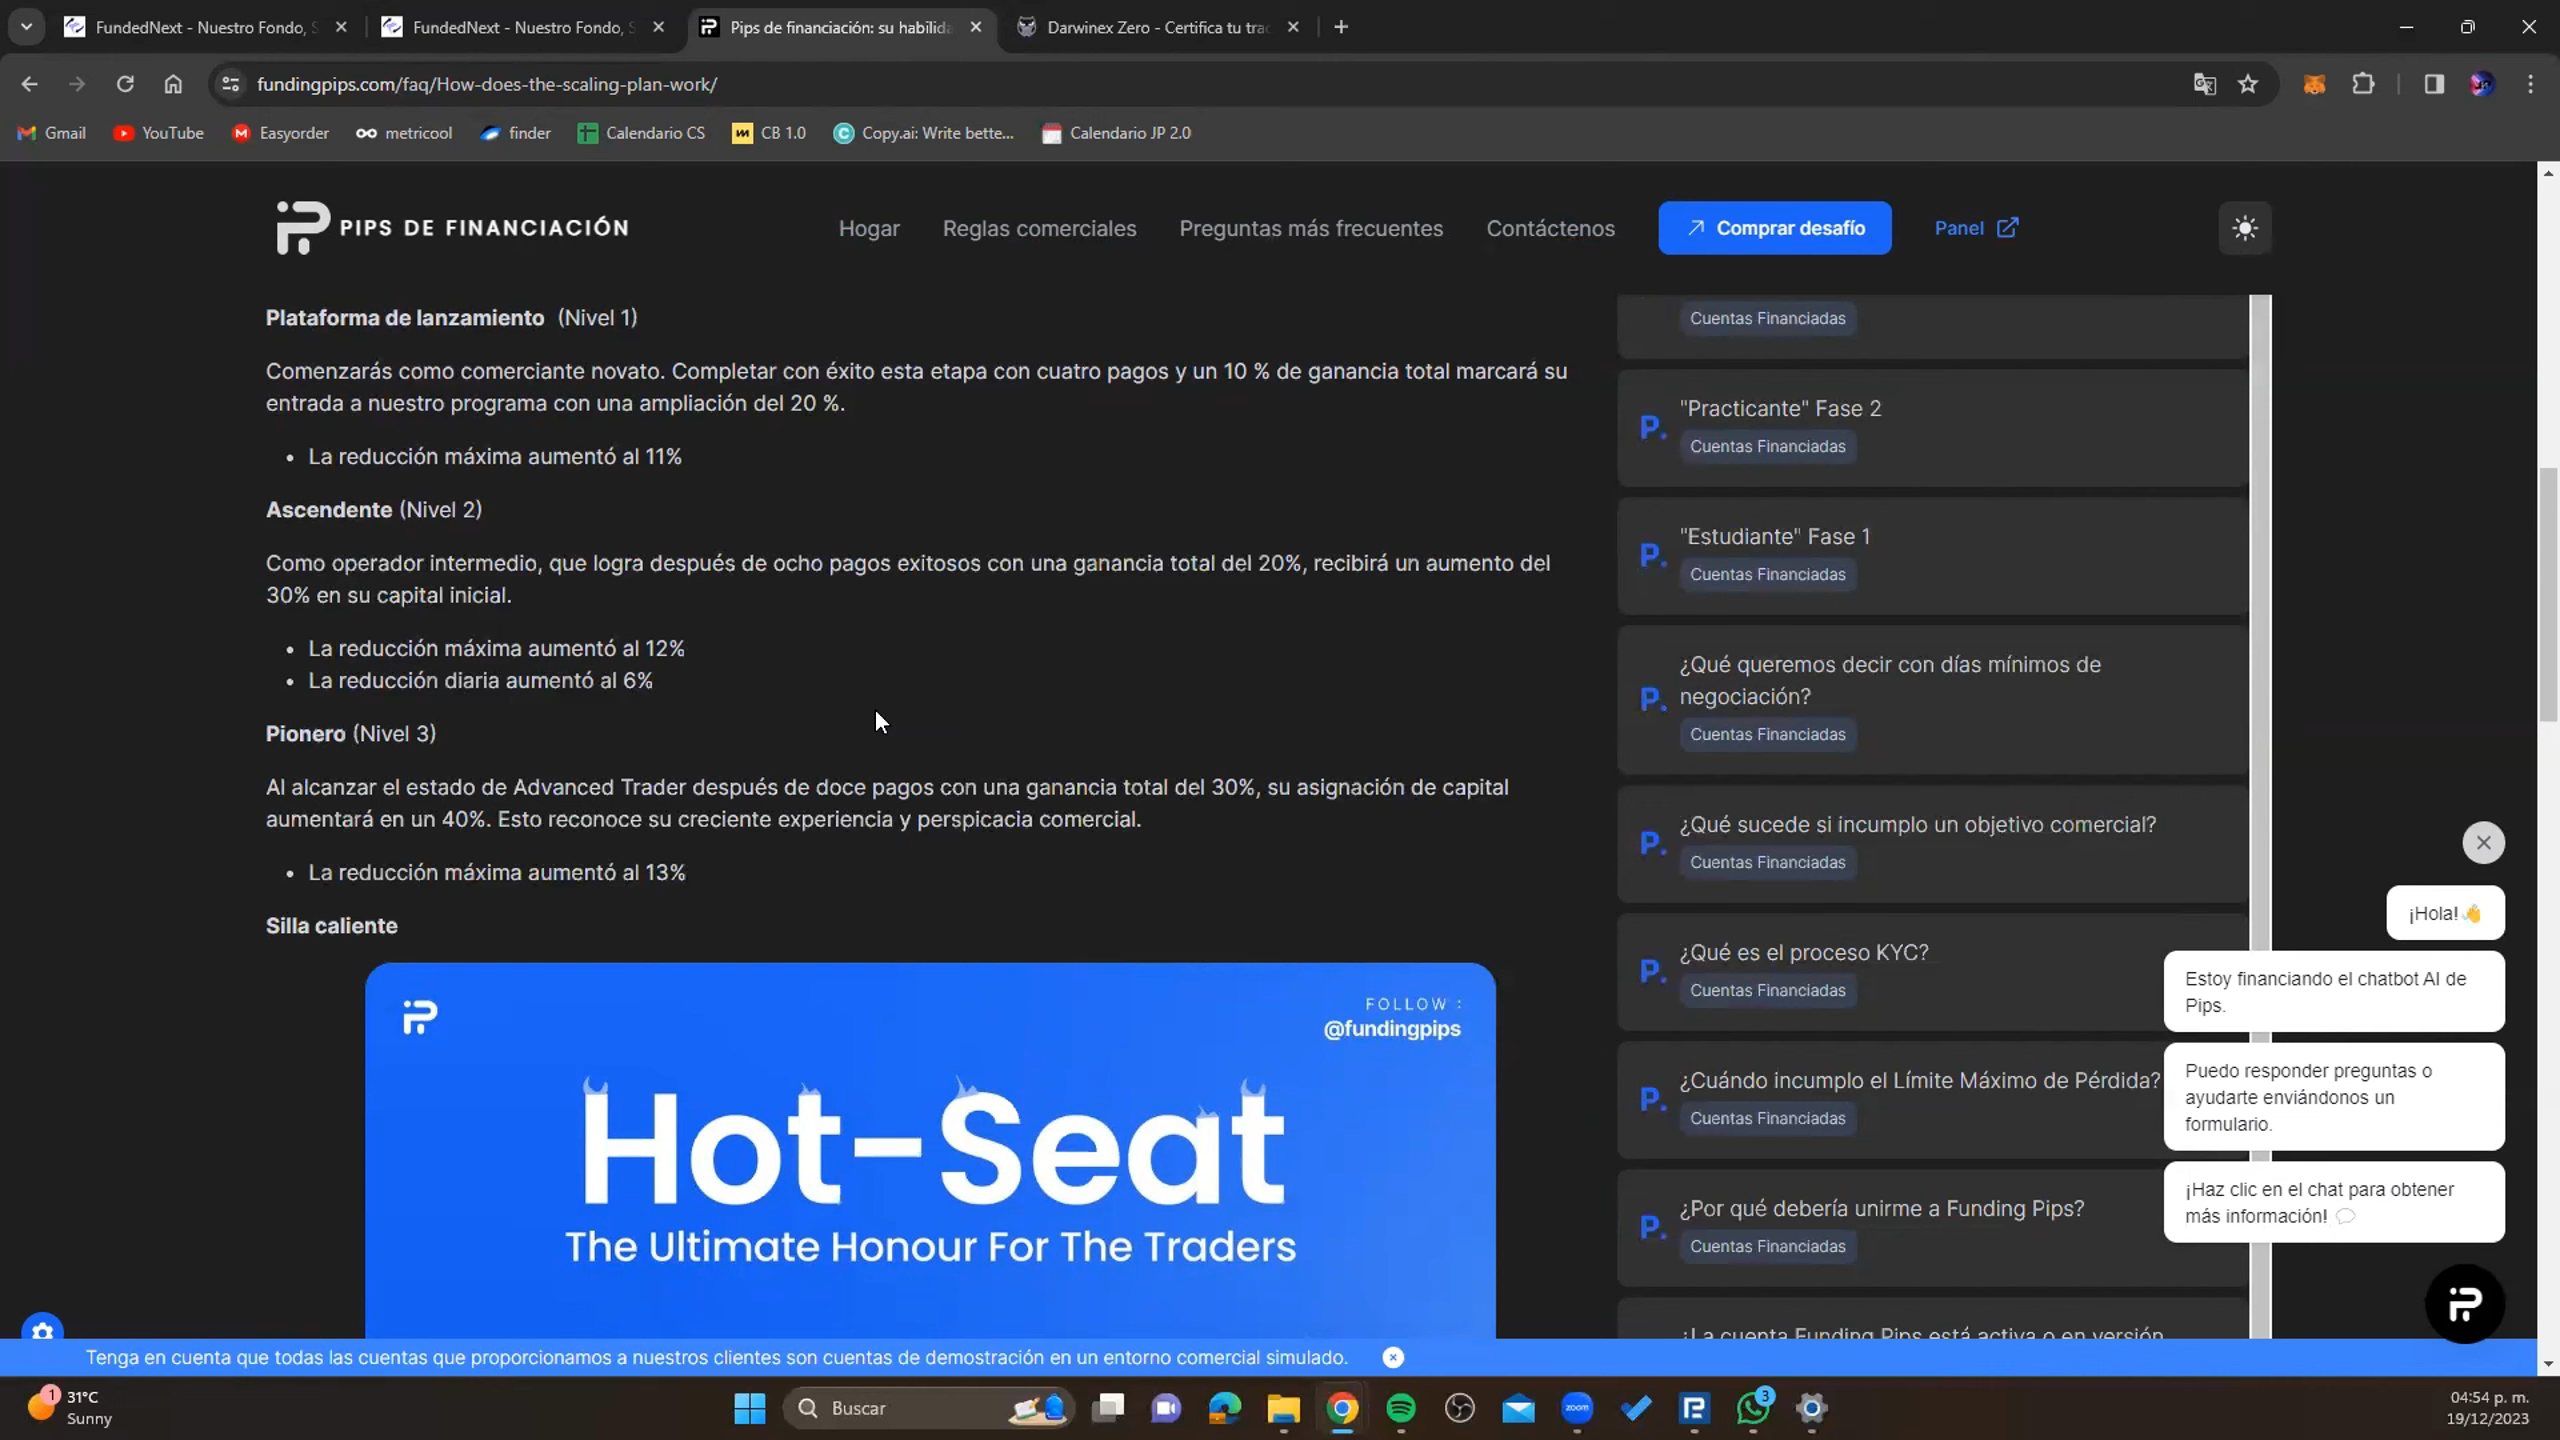 FundedNext - Nuestro Fondo, S
FundedNext - Nuestro Fondo, S
Pips de financiación: su habilida
Darwinex Zero - Certifica tu trad
fundingpips.com/faq/How-does-the-scaling-plan-work/
Gmail
YouTube
Easyorder
metricool
finder
Calendario CS
CB 1.0
Copy.ai: Write bette...
Calendario JP 2.0
PIPS DE FINANCIACIÓN
Hogar
Reglas comerciales
Preguntas más frecuentes
Contáctenos
Comprar desafío
Panel
Plataforma de lanzamiento (Nivel 1)
Comenzarás como comerciante novato. Completar con éxito esta etapa con cuatro pagos y un 10 % de ganancia total marcará su
entrada a nuestro programa con una ampliación del 20 %.
• La reducción máxima aumentó al 11%
Ascendente (Nivel 2)
Como operador intermedio, que logra después de ocho pagos exitosos con una ganancia total del 20%, recibirá un aumento del
30% en su capital inicial.
• La reducción máxima aumentó al 12%
• La reducción diaria aumentó al 6%
Pionero (Nivel 3)
Al alcanzar el estado de Advanced Trader después de doce pagos con una ganancia total del 30%, su asignación de capital
aumentará en un 40%. Esto reconoce su creciente experiencia y perspicacia comercial.
• La reducción máxima aumentó al 13%
Silla caliente
FOLLOW :
@fundingpips
Hot-Seat
The Ultimate Honour For The Traders
Cuentas Financiadas
P.
"Practicante" Fase 2
Cuentas Financiadas
P.
"Estudiante" Fase 1
Cuentas Financiadas
P.
¿Qué queremos decir con días mínimos de
negociación?
Cuentas Financiadas
P.
¿Qué sucede si incumplo un objetivo comercial?
Cuentas Financiadas
P.
¿Qué es el proceso KYC?
Cuentas Financiadas
P.
¿Cuándo incumplo el Límite Máximo de Pérdida?
Cuentas Financiadas
P.
¿Por qué debería unirme a Funding Pips?
Cuentas Financiadas
¿La cuenta Funding Pips está activa o en versión
¡Hola! 👋
Estoy financiando el chatbot AI de
Pips.
Puedo responder preguntas o
ayudarte enviándonos un
formulario.
¡Haz clic en el chat para obtener
más información! 💬
Tenga en cuenta que todas las cuentas que proporcionamos a nuestros clientes son cuentas de demostración en un entorno comercial simulado.
1
31°C
Sunny
Buscar
zoom
3
04:54 p. m.
19/12/2023